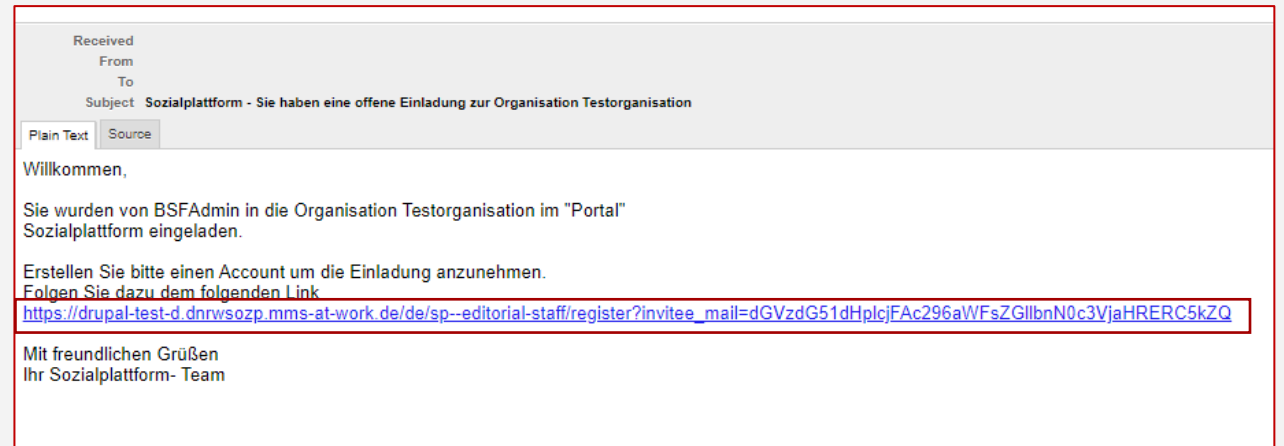 Received
From
To
Subject Sozialplattform - Sie haben eine offene Einladung zur Organisation Testorganisation
Plain Text Source
Willkommen,
Sie wurden von BSFAdmin in die Organisation Testorganisation im "Portal"
Sozialplattform eingeladen.
Erstellen Sie bitte einen Account um die Einladung anzunehmen.
Folgen Sie dazu dem folgenden Link
https://drupal-test-d.dnrwsozp.mms-at-work.de/de/sp--editorial-staff/register?invitee_mail=dGVzdG51dHplcjFAc296aWFsZGllbnN0c3VjaHRERC5kZQ
Mit freundlichen Grüßen
Ihr Sozialplattform- Team